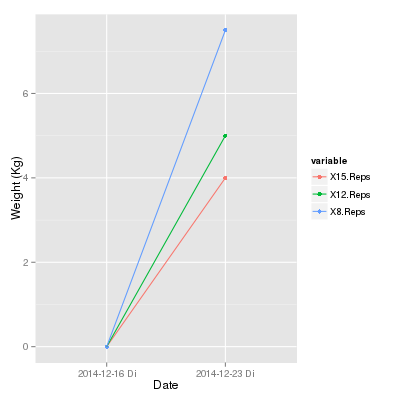 Weight (Kg)
6
4
2
0
2014-12-16 Di
2014-12-23 Di
Date
variable
X15.Reps
X12.Reps
X8.Reps